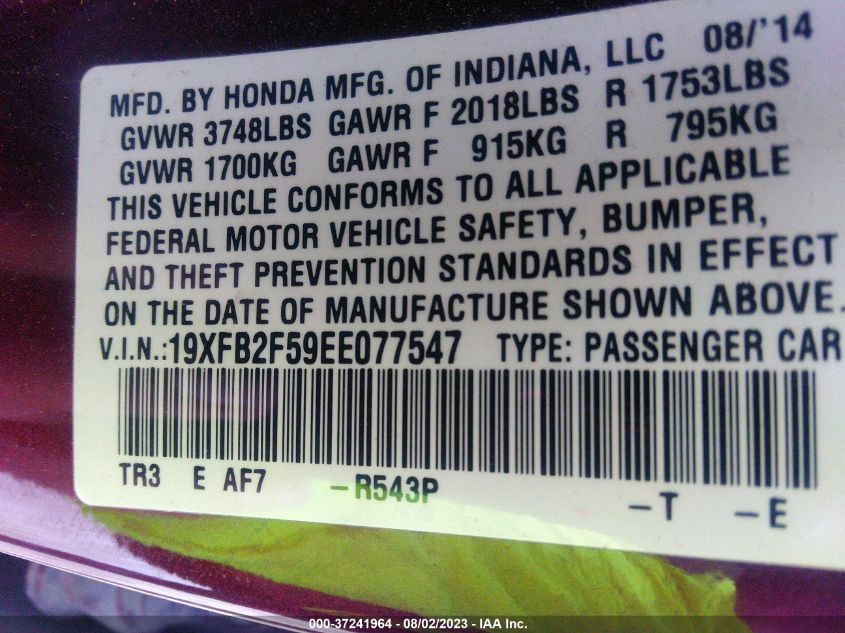 MFD. BY HONDA MFG. OF INDIANA, LLC 08/'14
GVWR 3748LBS GAWR F 2018LBS R 1753LBS
GVWR 1700KG GAWR F 915KG R 795KG
THIS VEHICLE CONFORMS TO ALL APPLICABLE
FEDERAL MOTOR VEHICLE SAFETY, BUMPER,
AND THEFT PREVENTION STANDARDS IN EFFECT
ON THE DATE OF MANUFACTURE SHOWN ABOVE.
V.I.N.:19XFB2F59EE077547 TYPE: PASSENGER CAR
TR3 E AF7 -R543P -T -E
000-37241964 - 08/02/2023 - IAA Inc.